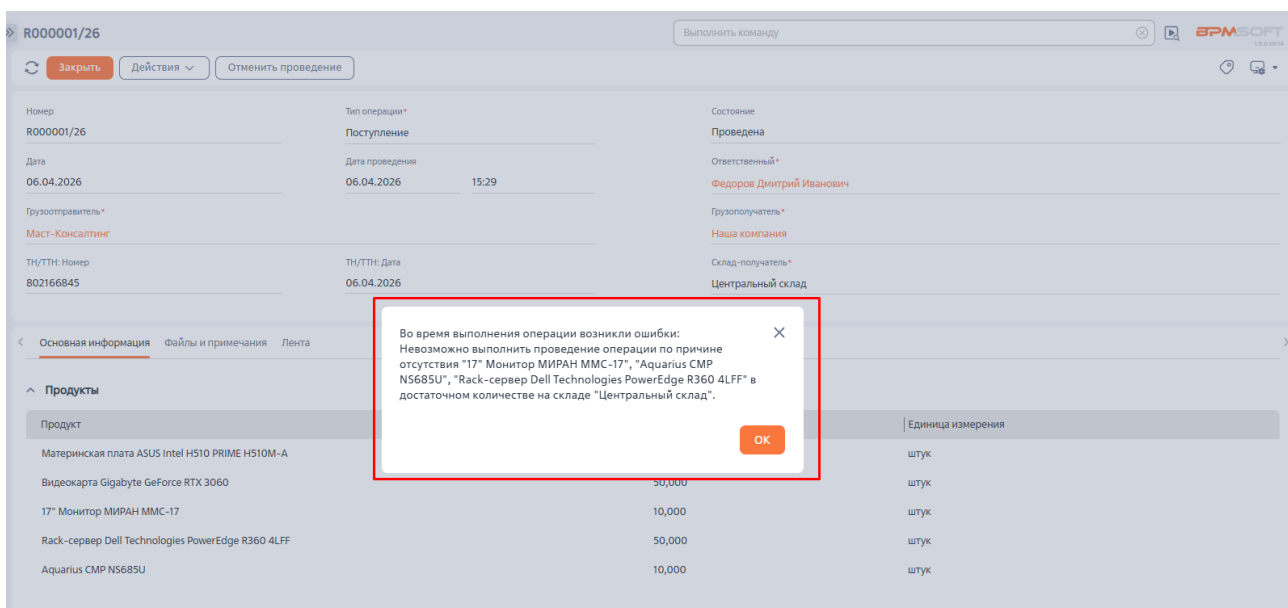 R000001/26
Выполнить команду
BPMSOFT
Закрыть
Действия
Отменить проведение
Номер
Тип операции*
Состояние
R000001/26
Поступление
Проведена
Дата
Дата проведения
Ответственный*
06.04.2026
06.04.2026
15:29
Федоров Дмитрий Иванович
Грузоотправитель*
Грузополучатель*
Маст-Консалтинг
Наша компания
ТН/ТТН: Номер
ТН/ТТН: Дата
Склад-получатель*
802166845
06.04.2026
Центральный склад
Во время выполнения операции возникли ошибки:
Невозможно выполнить проведение операции по причине
отсутствия "17" Монитор МИРАН ММС-17", "Aquarius CMP
NS685U", "Rack-сервер Dell Technologies PowerEdge R360 4LFF" в
достаточном количестве на складе "Центральный склад".
ОК
Основная информация
Файлы и примечания
Лента
Продукты
Продукт
Единица измерения
Материнская плата ASUS Intel H510 PRIME H510M-A
штук
Видеокарта Gigabyte GeForce RTX 3060
50,000
штук
17" Монитор МИРАН ММС-17
10,000
штук
Rack-сервер Dell Technologies PowerEdge R360 4LFF
50,000
штук
Aquarius CMP NS685U
10,000
штук